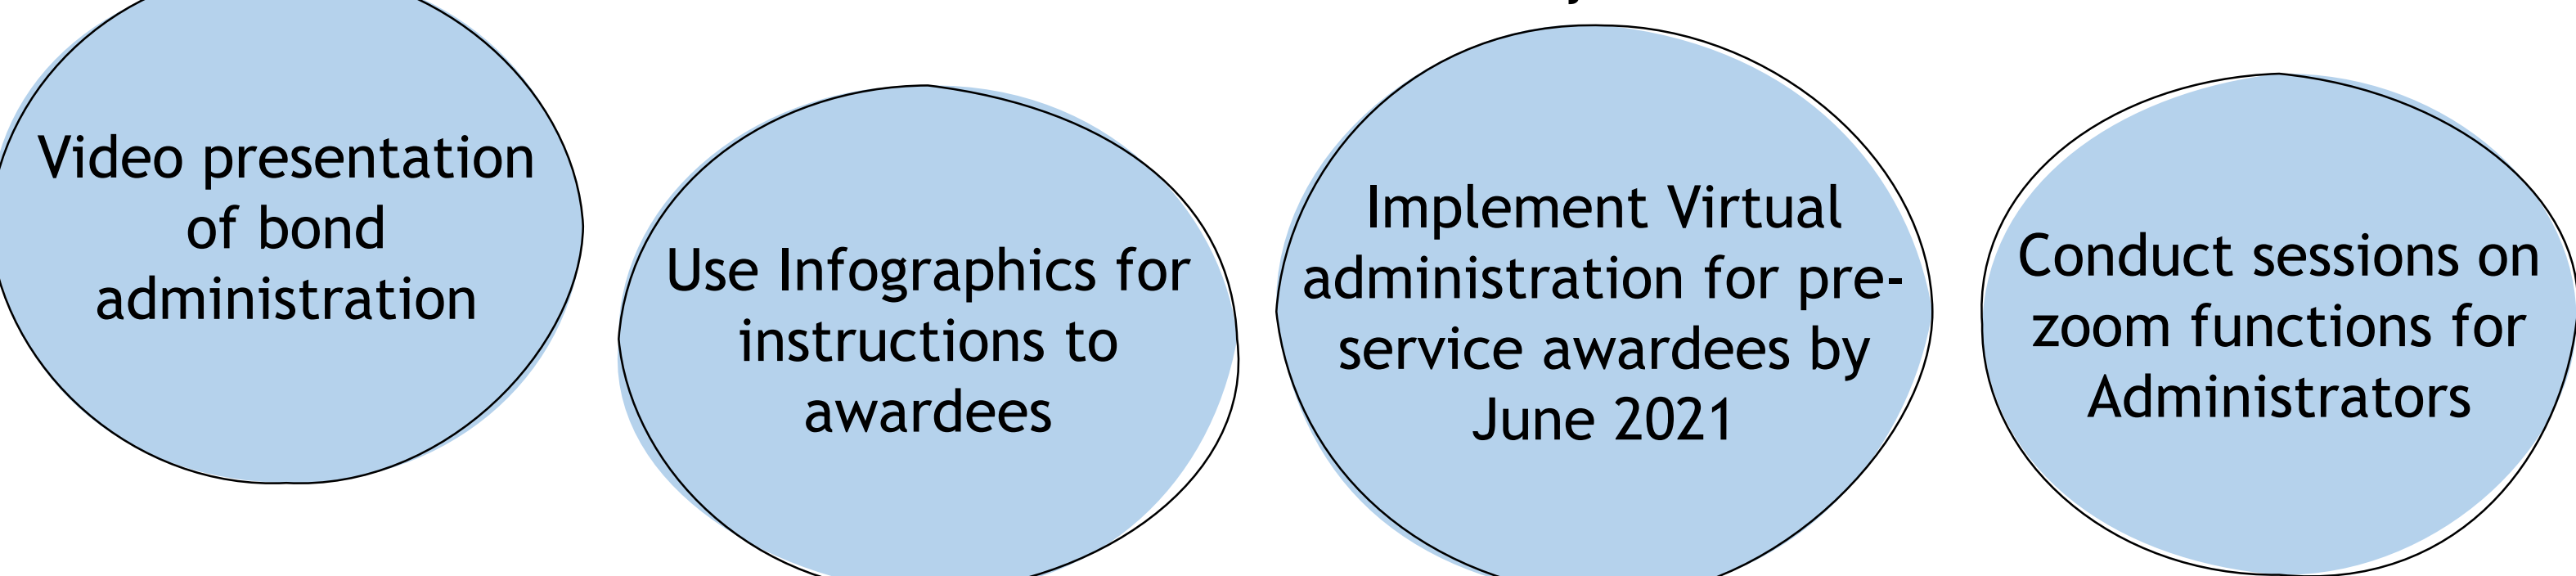 Video presentation
of bond
administration
Use Infographics for
instructions to
awardees
Implement Virtual
administration for pre-
service awardees by
June 2021
Conduct sessions on
zoom functions for
Administrators